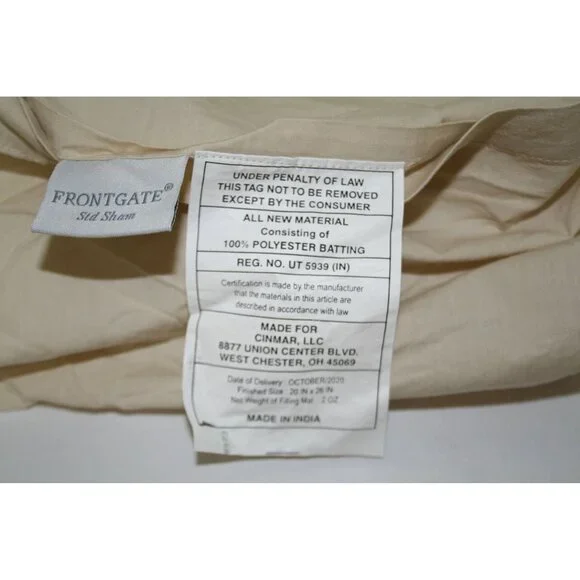 FRONTGATE®
Std Sham
UNDER PENALTY OF LAW
THIS TAG NOT TO BE REMOVED
EXCEPT BY THE CONSUMER
ALL NEW MATERIAL
Consisting of
100% POLYESTER BATTING
REG. NO. UT 5939 (IN)
Certification is made by the manufacturer
that the materials in this article are
described in accordance with law
MADE FOR
CINMAR, LLC
8877 UNION CENTER BLVD.
WEST CHESTER, OH 45069
Date of Delivery: OCTOBER/2020
Finished Size: 20 IN x 26 IN
Net Weight of Filling Mat. 2 OZ
MADE IN INDIA